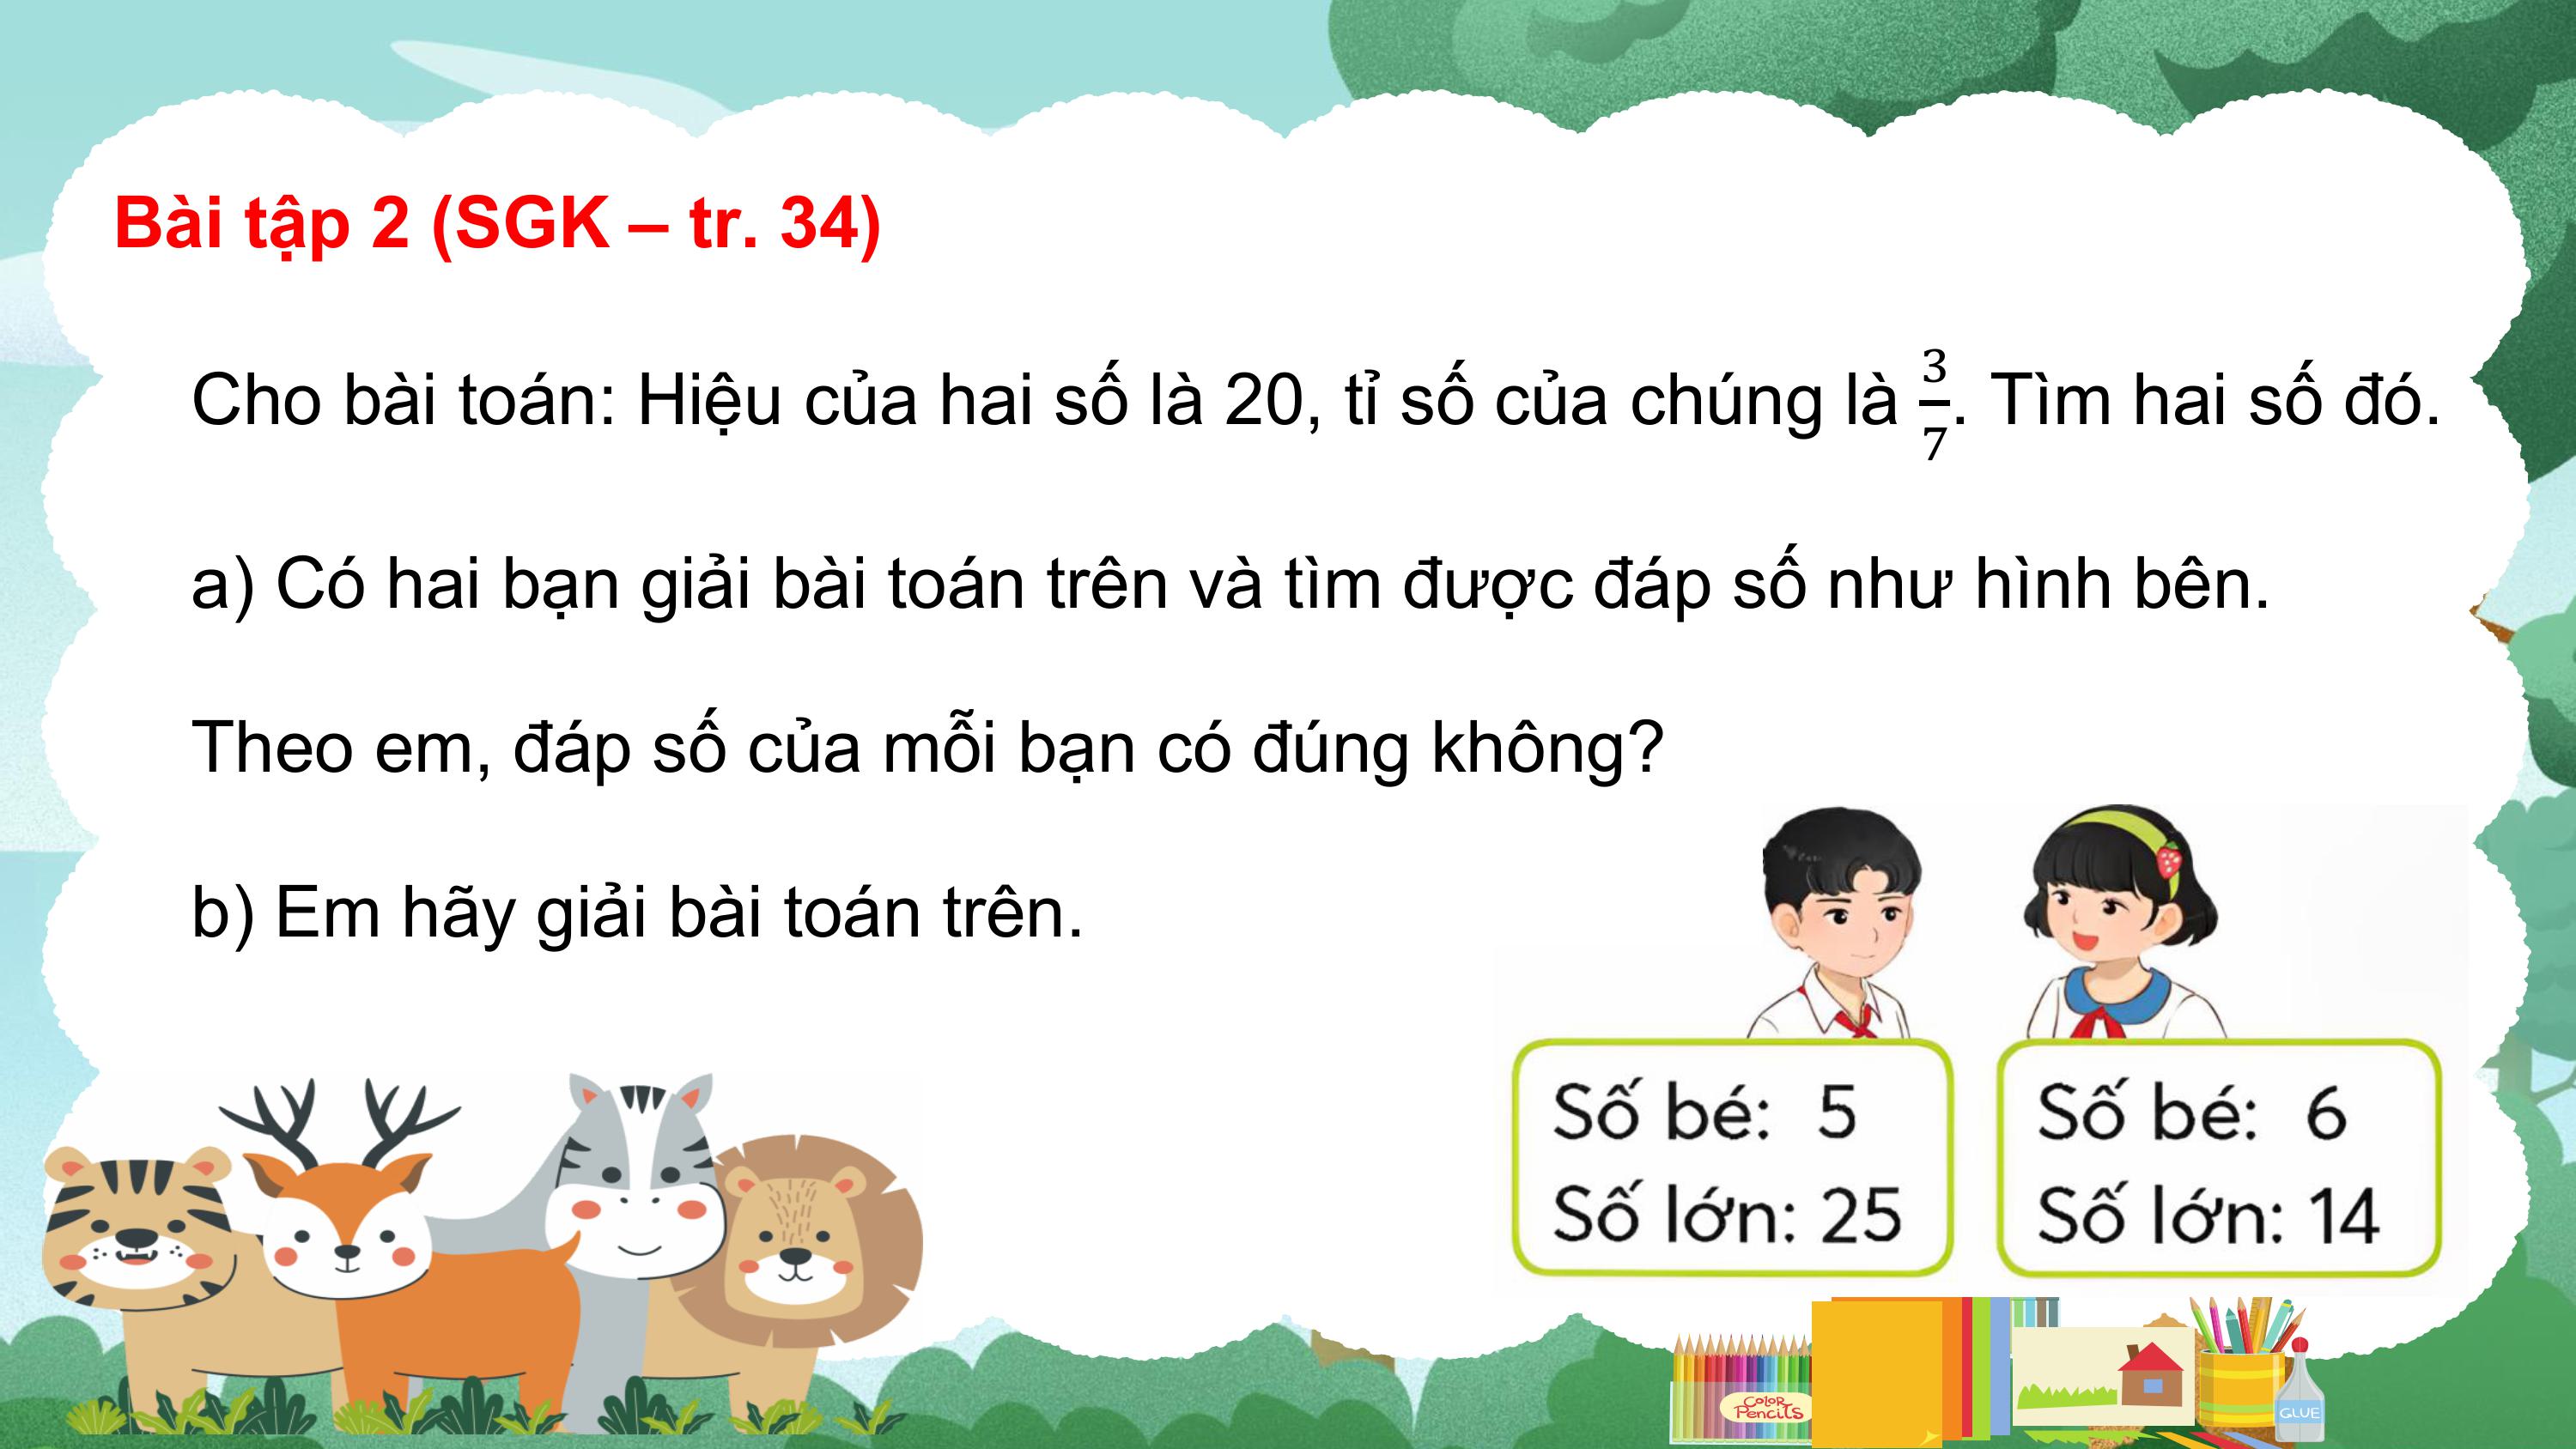 Bài tập 2 (SGK – tr. 34)
Cho bài toán: Hiệu của hai số là 20, tỉ số của chúng là 3/7. Tìm hai số đó.
a) Có hai bạn giải bài toán trên và tìm được đáp số như hình bên.
Theo em, đáp số của mỗi bạn có đúng không?
b) Em hãy giải bài toán trên.
Số bé: 5
Số lớn: 25
Số bé: 6
Số lớn: 14
COLOR
PENCILS
GLUE